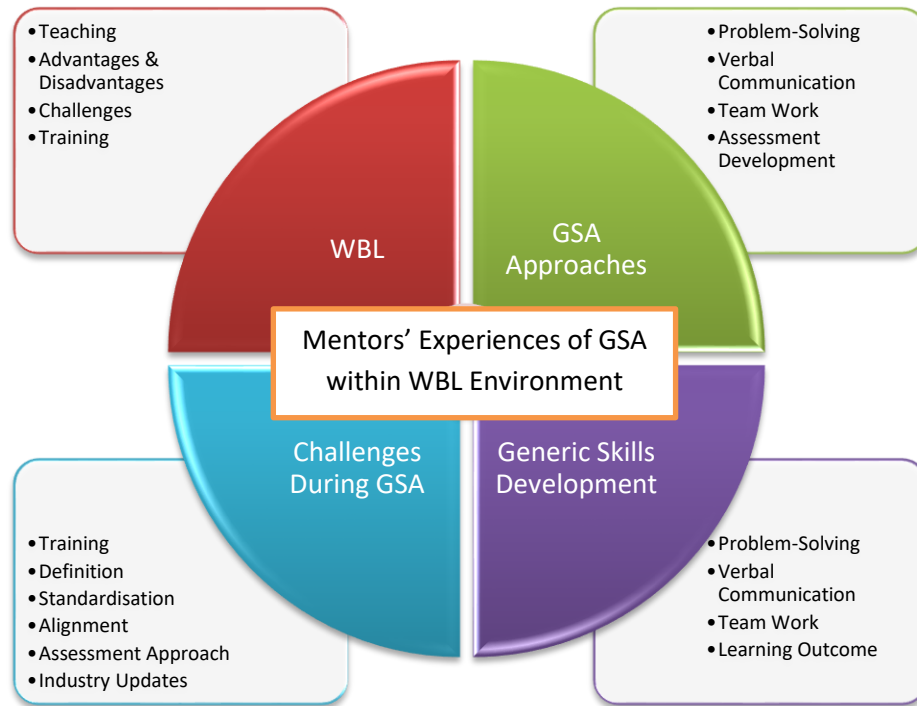 •Teaching
•Advantages &
Disadvantages
•Challenges
•Training
•Problem-Solving
•Verbal
Communication
•Team Work
•Assessment
Development
WBL
GSA
Approaches
Mentors’ Experiences of GSA
within WBL Environment
Challenges
During GSA
Generic Skills
Development
•Training
•Definition
•Standardisation
•Alignment
•Assessment Approach
•Industry Updates
•Problem-Solving
•Verbal
Communication
•Team Work
•Learning Outcome